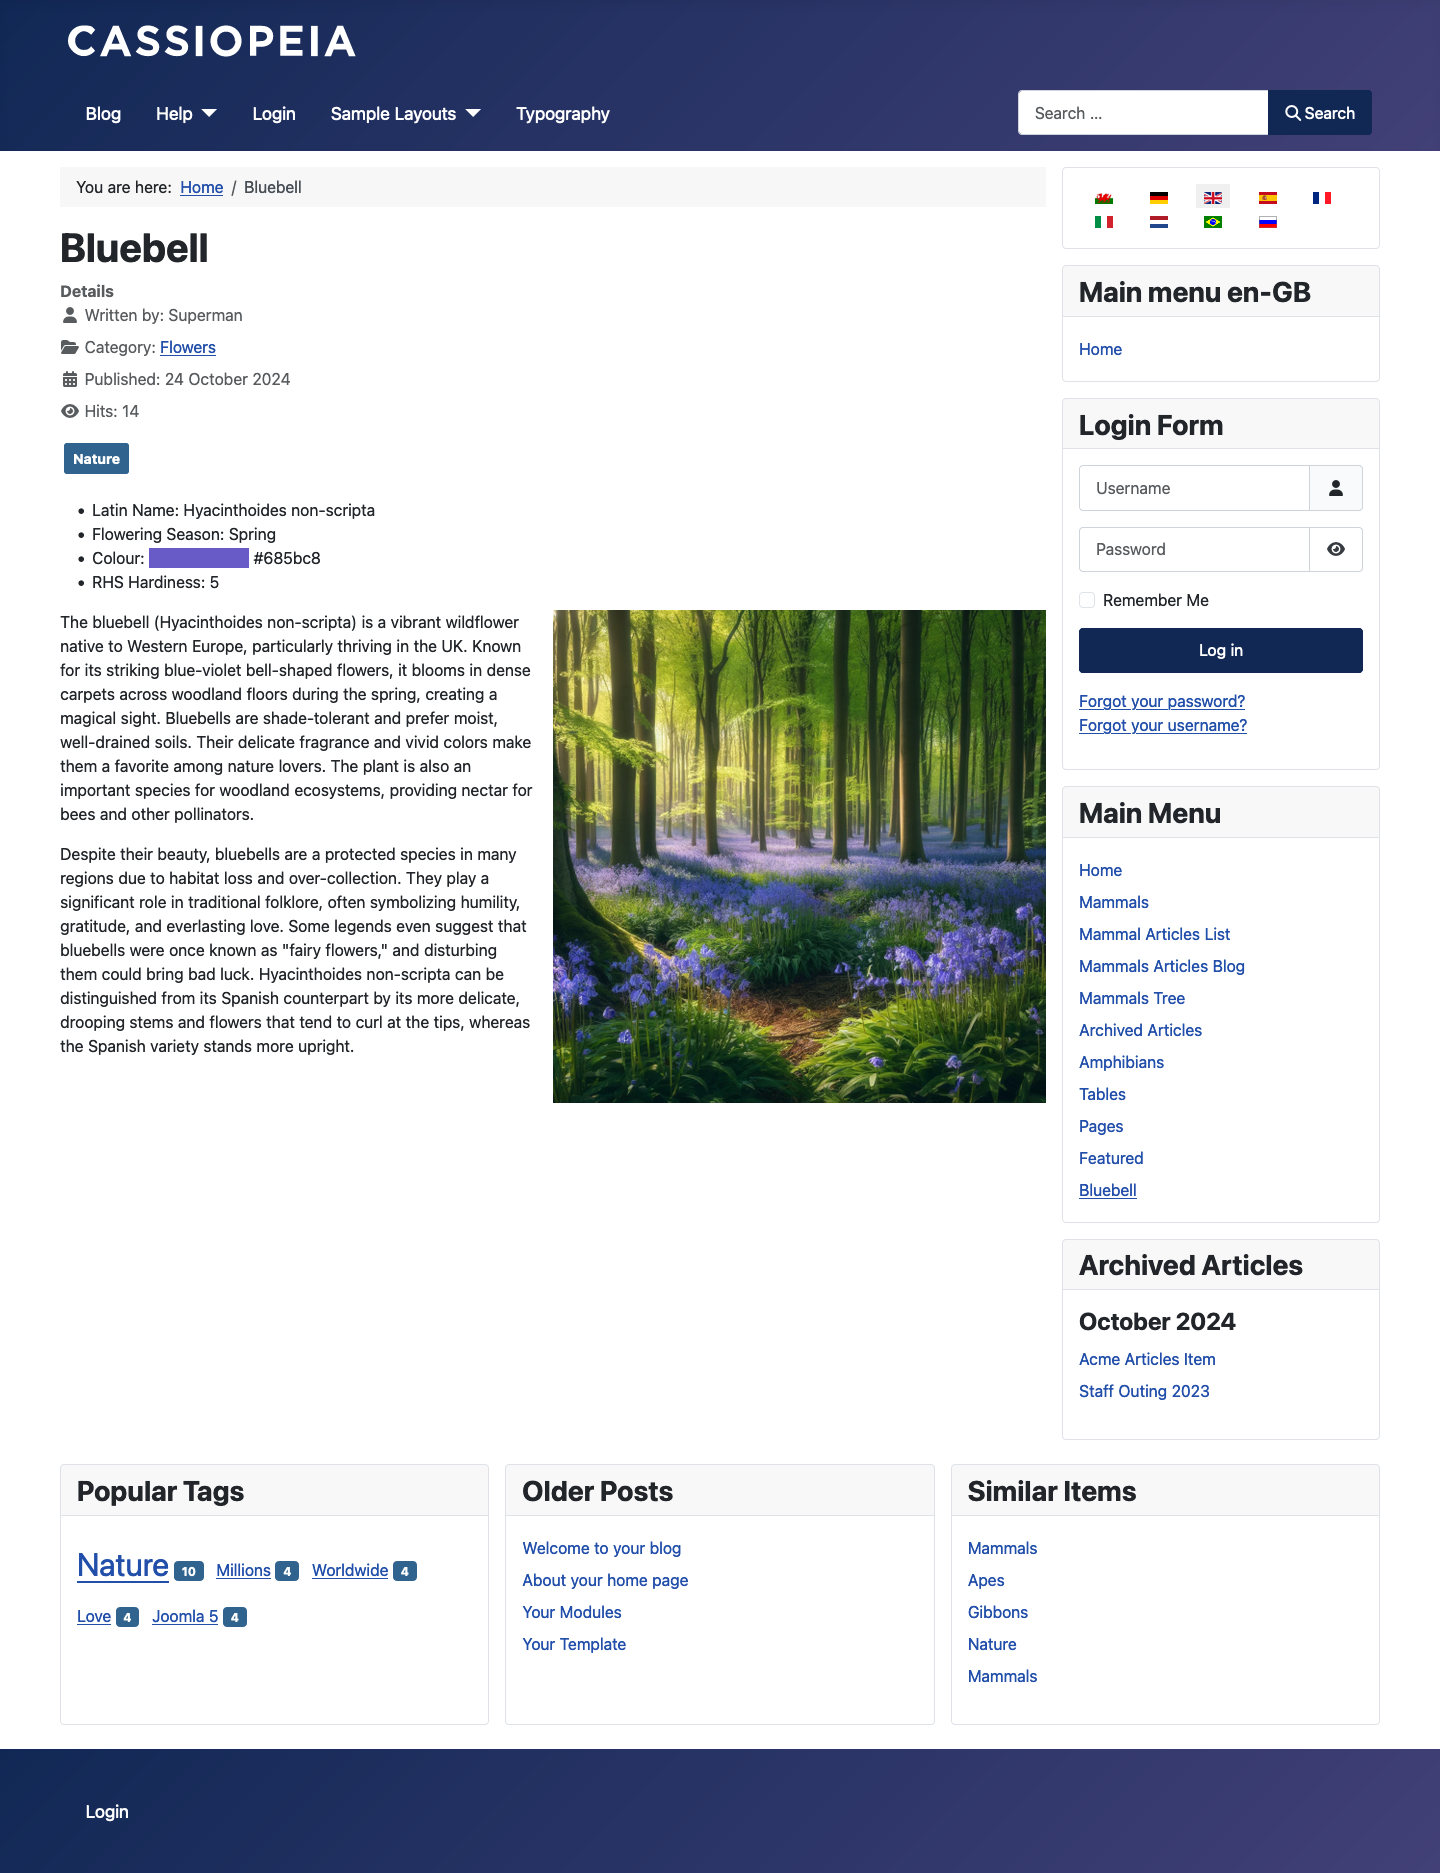 CASSIOPEIA
Blog
Help
Login
Sample Layouts
Typography
Search ...
Search
You are here: Home / Bluebell
Bluebell
Details
Written by: Superman
Category: Flowers
Published: 24 October 2024
Hits: 14
Nature
• Latin Name: Hyacinthoides non-scripta
• Flowering Season: Spring
• Colour: #685bc8
• RHS Hardiness: 5
The bluebell (Hyacinthoides non-scripta) is a vibrant wildflower
native to Western Europe, particularly thriving in the UK. Known
for its striking blue-violet bell-shaped flowers, it blooms in dense
carpets across woodland floors during the spring, creating a
magical sight. Bluebells are shade-tolerant and prefer moist,
well-drained soils. Their delicate fragrance and vivid colors make
them a favorite among nature lovers. The plant is also an
important species for woodland ecosystems, providing nectar for
bees and other pollinators.
Despite their beauty, bluebells are a protected species in many
regions due to habitat loss and over-collection. They play a
significant role in traditional folklore, often symbolizing humility,
gratitude, and everlasting love. Some legends even suggest that
bluebells were once known as "fairy flowers," and disturbing
them could bring bad luck. Hyacinthoides non-scripta can be
distinguished from its Spanish counterpart by its more delicate,
drooping stems and flowers that tend to curl at the tips, whereas
the Spanish variety stands more upright.
Main menu en-GB
Home
Login Form
Username
Password
Remember Me
Log in
Forgot your password?
Forgot your username?
Main Menu
Home
Mammals
Mammal Articles List
Mammals Articles Blog
Mammals Tree
Archived Articles
Amphibians
Tables
Pages
Featured
Bluebell
Archived Articles
October 2024
Acme Articles Item
Staff Outing 2023
Popular Tags
Nature 10 Millions 4 Worldwide 4
Love 4 Joomla 5 4
Older Posts
Welcome to your blog
About your home page
Your Modules
Your Template
Similar Items
Mammals
Apes
Gibbons
Nature
Mammals
Login